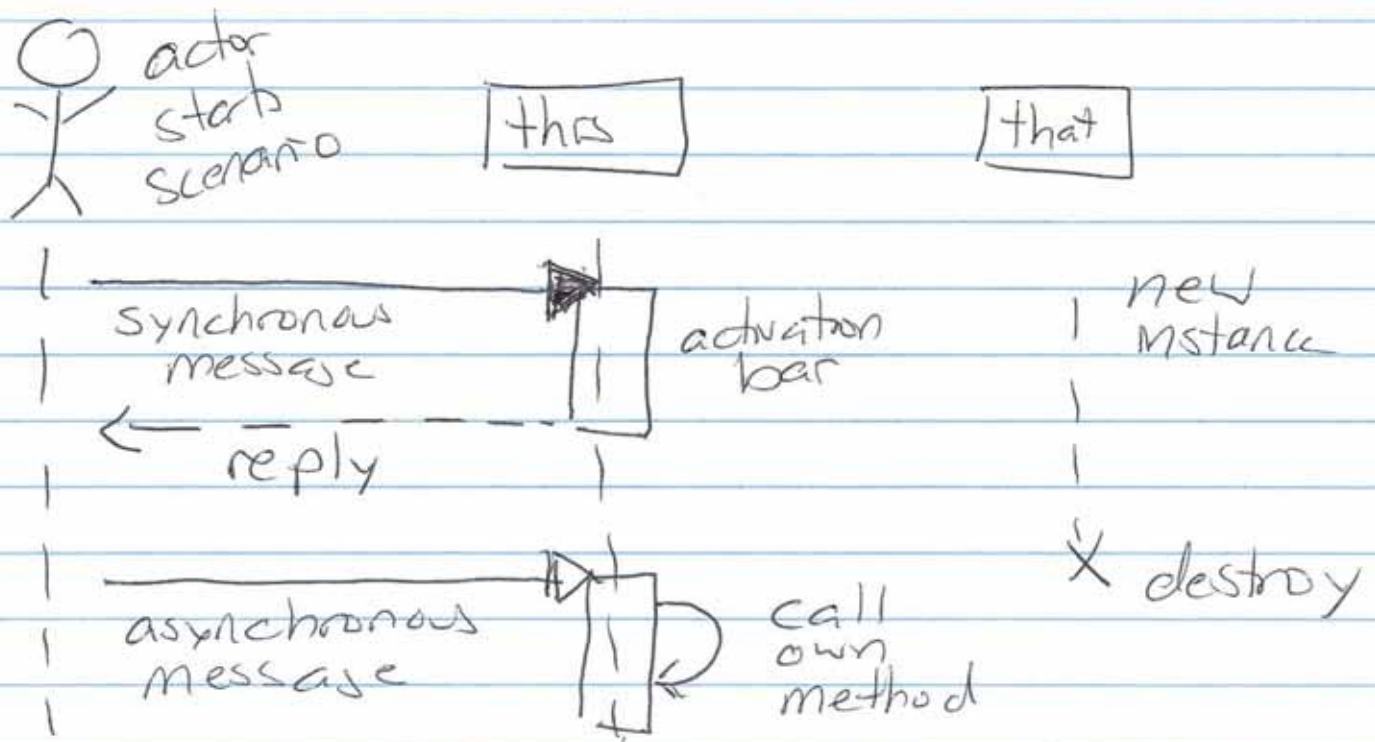 actor
starts
scenario
this
that
synchronous
message
activation
bar
new
instance
reply
asynchronous
message
call
own
method
destroy